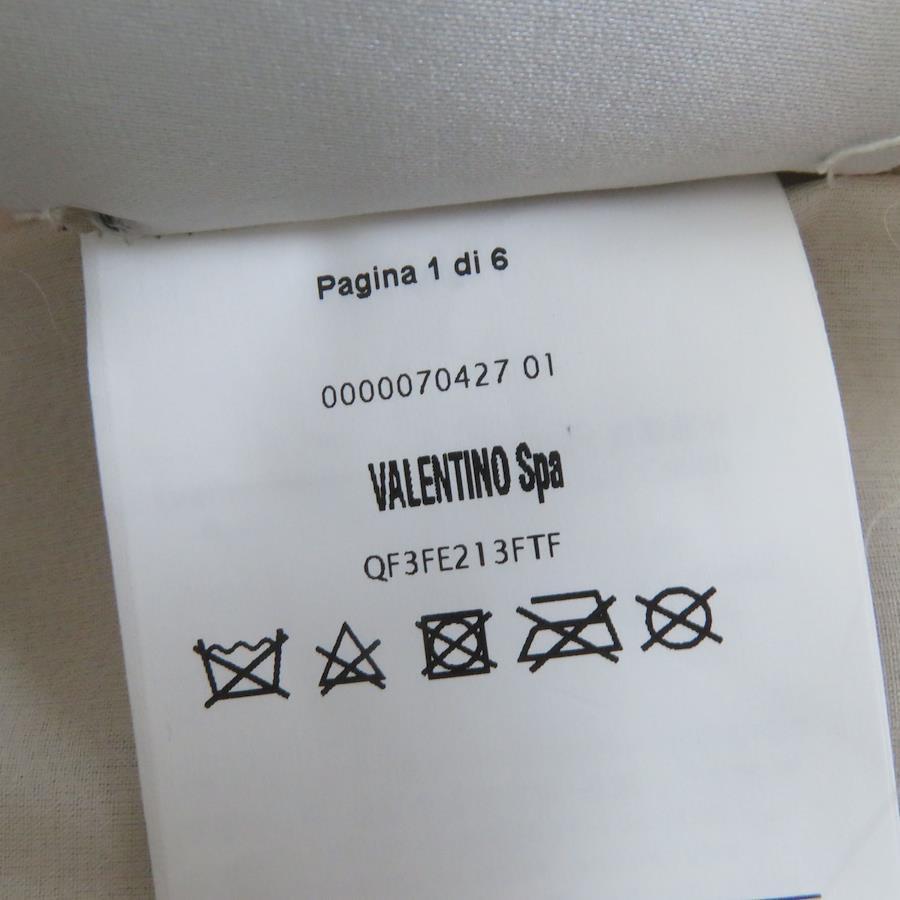 Pagina 1 di 6
0000070427 01
VALENTINO Spa
QF3FE213FTF